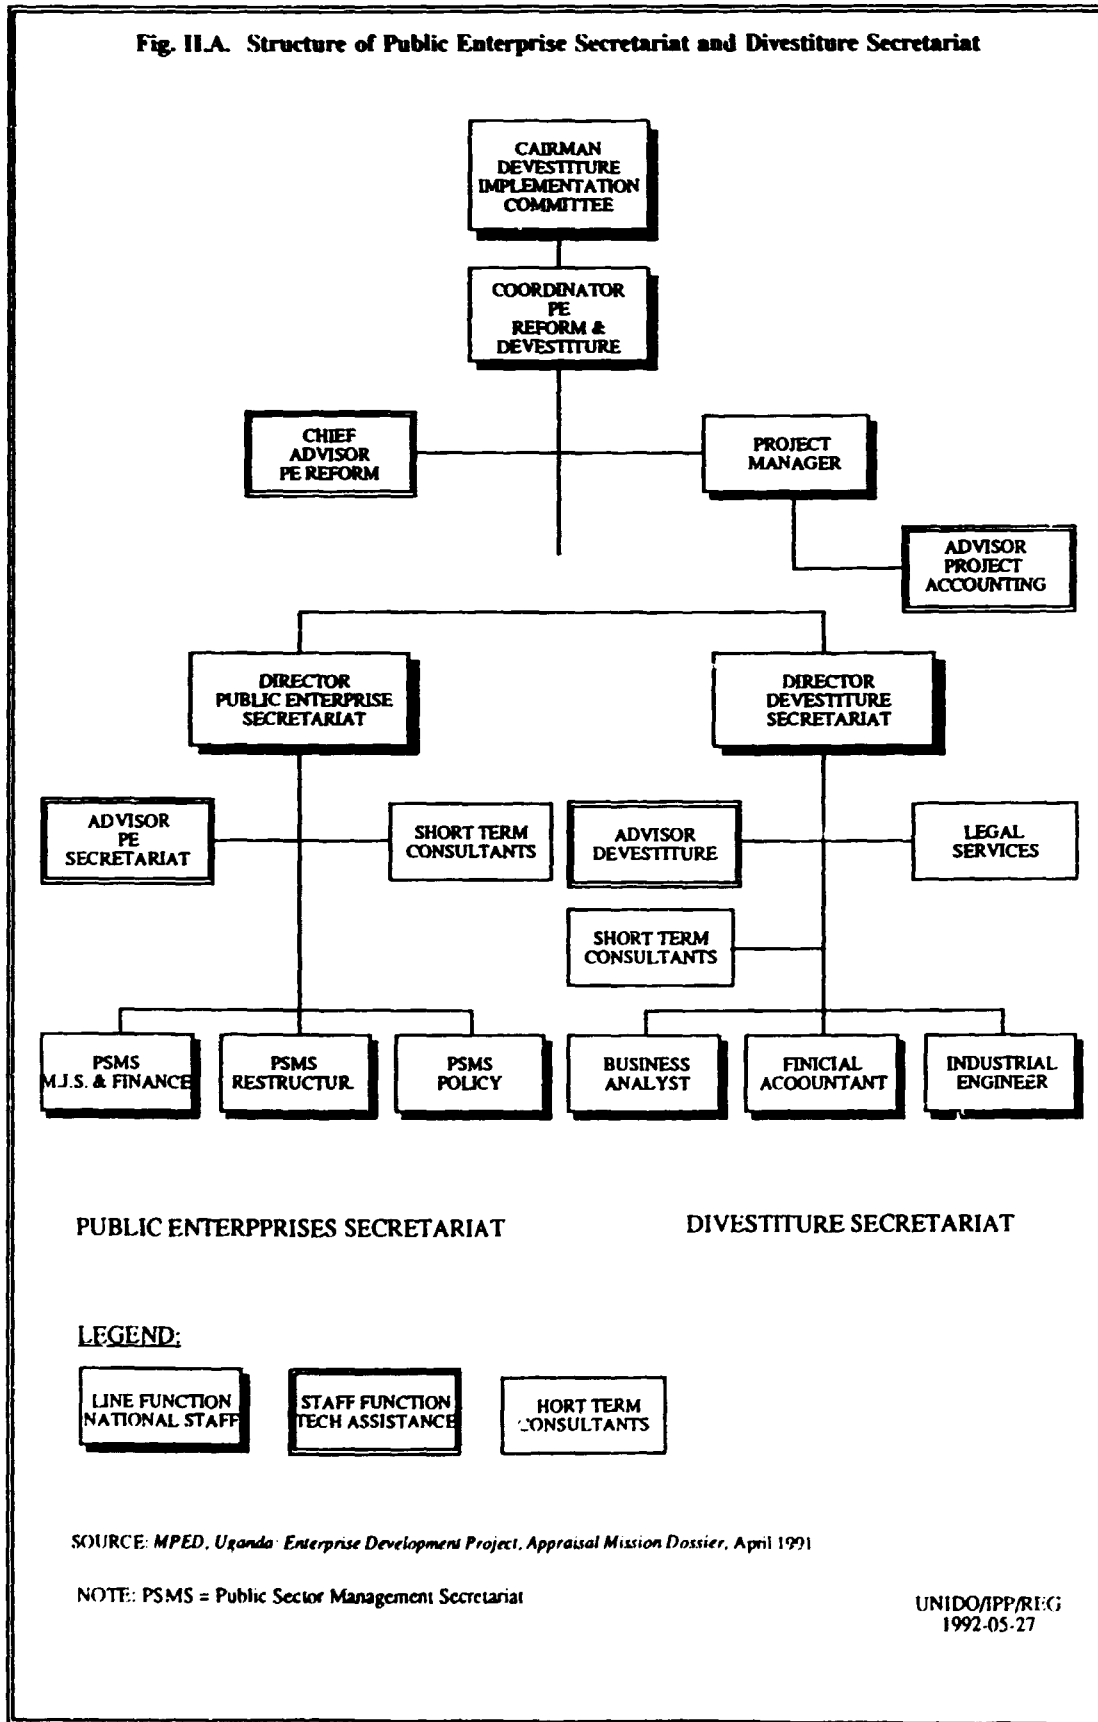 Fig. II.A. Structure of Public Enterprise Secretariat and Divestiture Secretariat
CAIRMAN
DEVESTITURE
IMPLEMENTATION
COMMITTEE
COORDINATOR
PE
REFORM &
DEVESTITURE
CHIEF
ADVISOR
PE REFORM
PROJECT
MANAGER
ADVISOR
PROJECT
ACCOUNTING
DIRECTOR
PUBLIC ENTERPRISE
SECRETARIAT
DIRECTOR
DEVESTITURE
SECRETARIAT
ADVISOR
PE
SECRETARIAT
SHORT TERM
CONSULTANTS
ADVISOR
DEVESTITURE
LEGAL
SERVICES
SHORT TERM
CONSULTANTS
PSMS
M.I.S. & FINANCE
PSMS
RESTRUCTUR.
PSMS
POLICY
BUSINESS
ANALYST
FINICIAL
ACOOUNTANT
INDUSTRIAL
ENGINEER
PUBLIC ENTERPPRISES SECRETARIAT
DIVESTITURE SECRETARIAT
LEGEND:
LINE FUNCTION
NATIONAL STAFF
STAFF FUNCTION
TECH ASSISTANCE
HORT TERM
CONSULTANTS
SOURCE: MPED, Uganda: Enterprise Development Project, Appraisal Mission Dossier, April 1991
NOTE: PSMS = Public Sector Management Secretariat
UNIDO/IPP/REG
1992-05-27